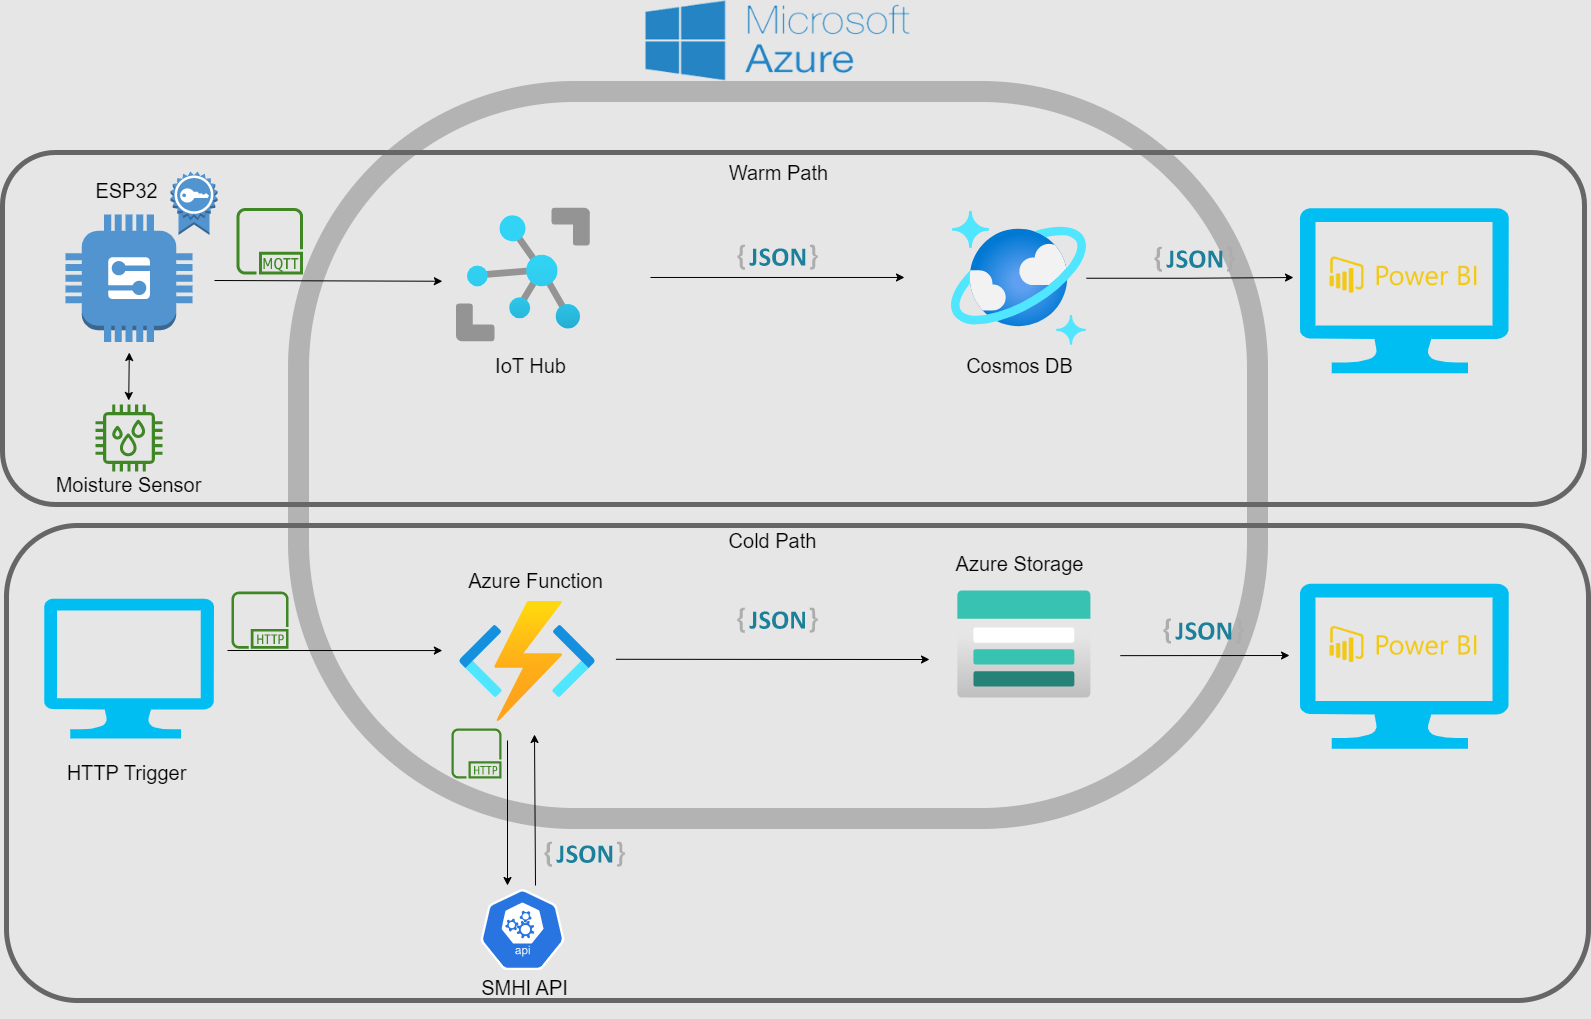 Microsoft
Azure
Warm Path
ESP32
MQTT
{JSON}
{JSON}
Power BI
IoT Hub
Cosmos DB
Moisture Sensor
Cold Path
Azure Function
Azure Storage
HTTP
{JSON}
{JSON}
Power BI
HTTP Trigger
HTTP
{JSON}
api
SMHI API